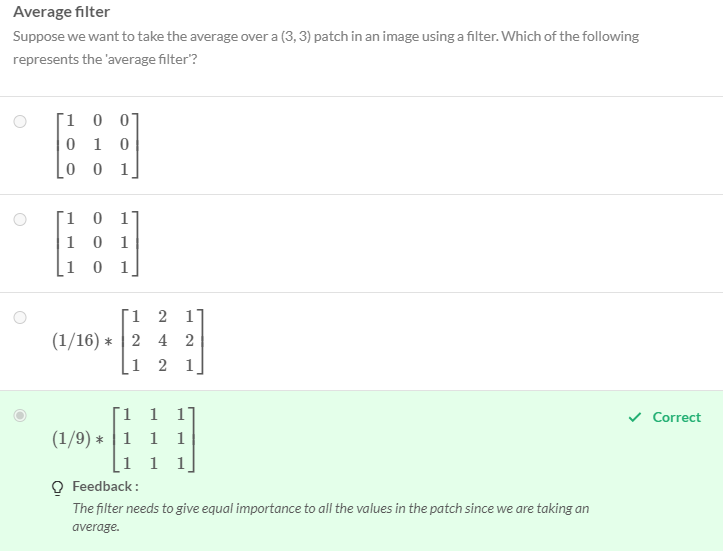 Average filter
Suppose we want to take the average over a (3, 3) patch in an image using a filter. Which of the following
represents the 'average filter'?
[1 0 0
0 1 0
0 0 1]
[1 0 1
1 0 1
1 0 1]
(1/16) * [1 2 1
2 4 2
1 2 1]
(1/9) * [1 1 1
1 1 1
1 1 1]
✓ Correct
Feedback :
The filter needs to give equal importance to all the values in the patch since we are taking an
average.